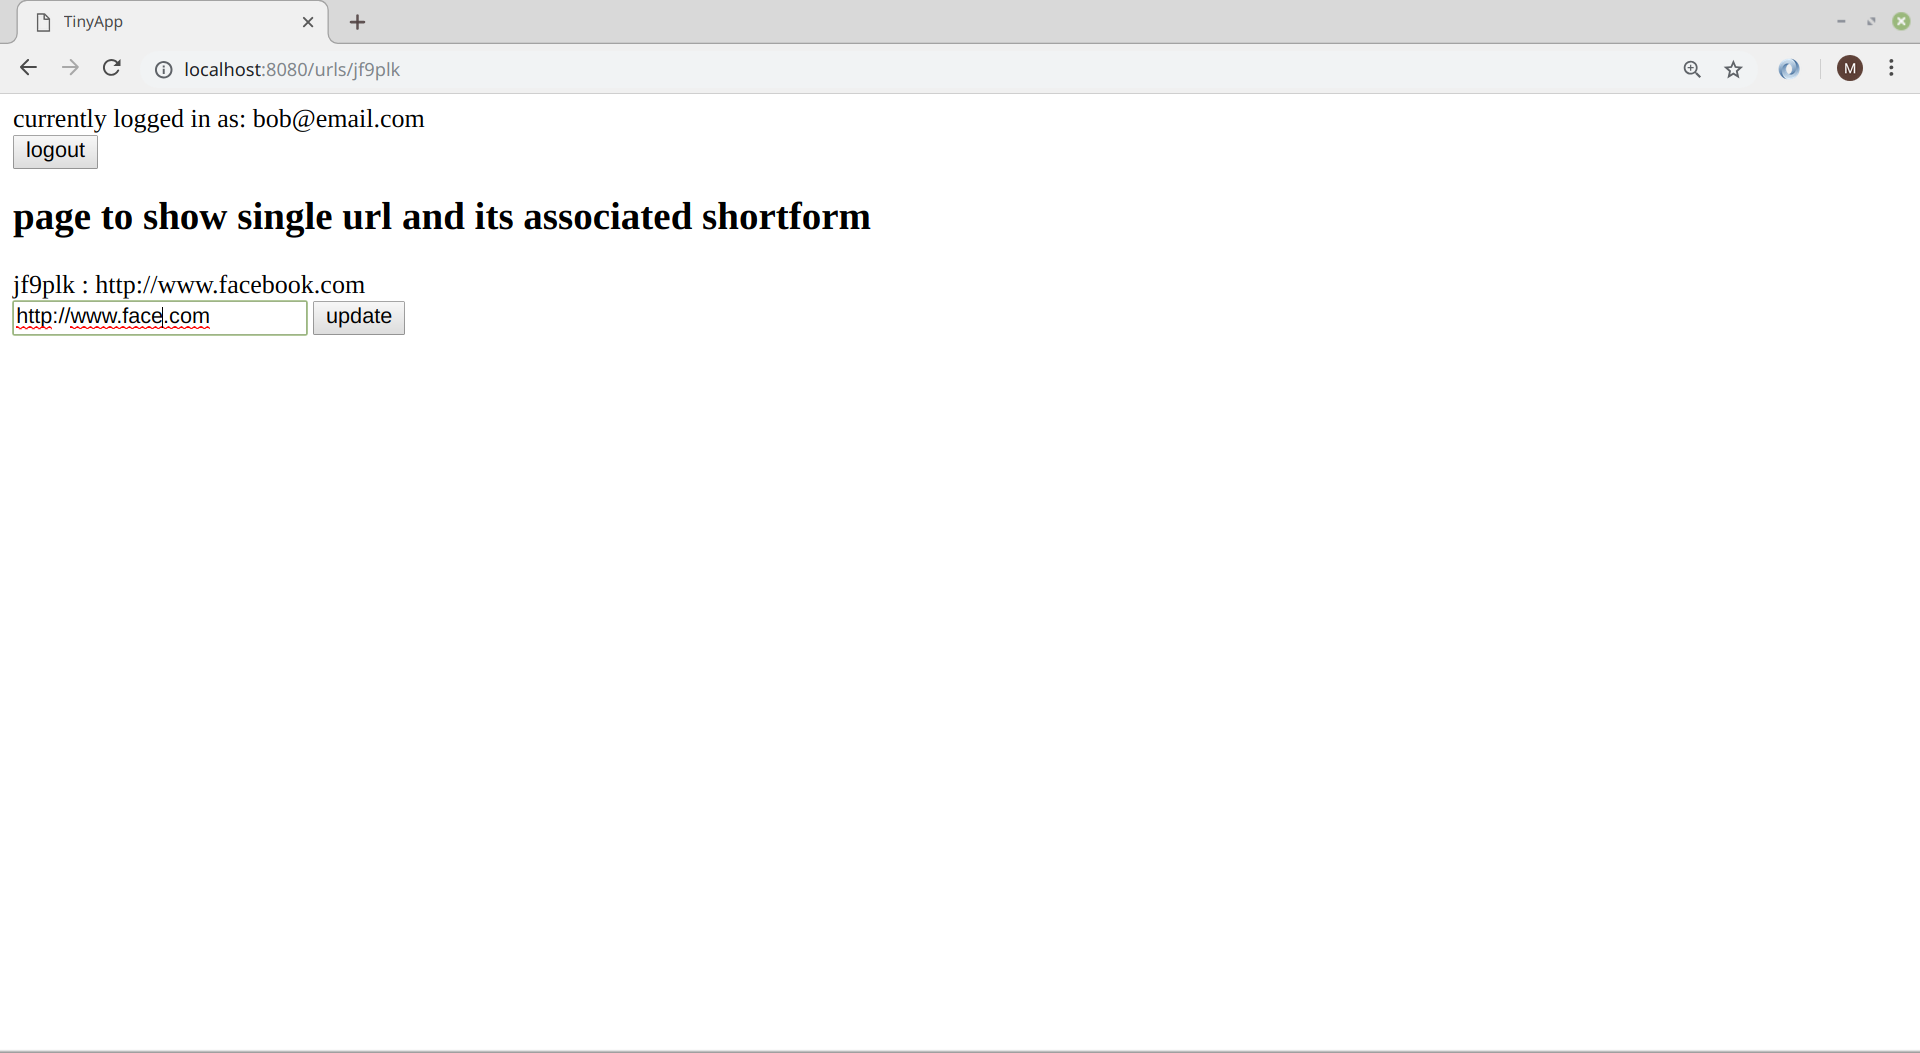 TinyApp
localhost:8080/urls/jf9plk
M
currently logged in as: bob@email.com
logout
page to show single url and its associated shortform
jf9plk : http://www.facebook.com
http://www.face.com update